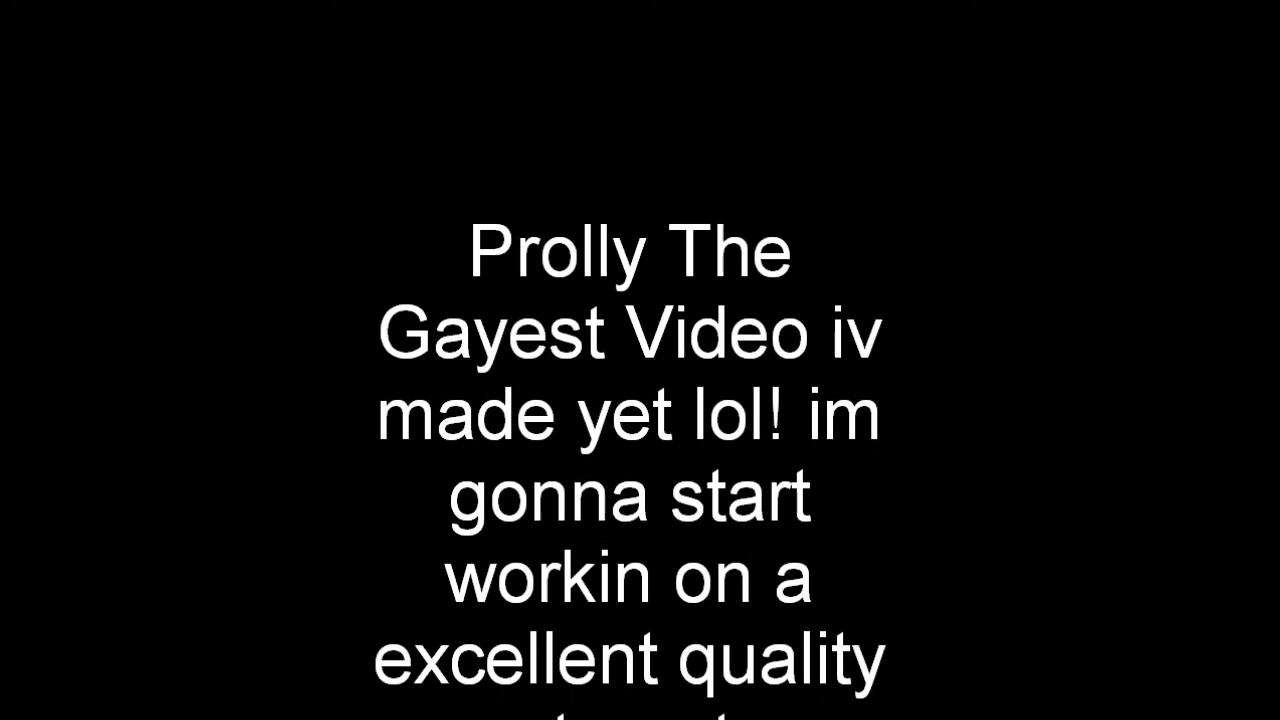 Prolly The
Gayest Video iv
made yet lol! im
gonna start
workin on a
excellent quality